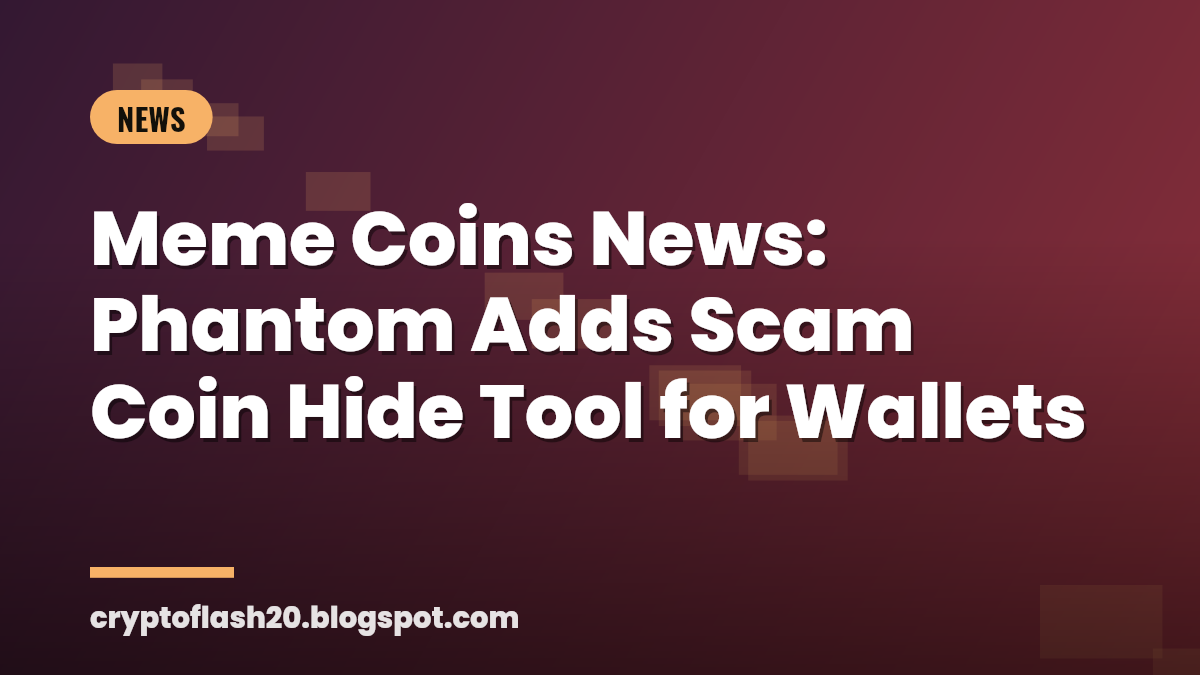 NEWS
Meme Coins News:
Phantom Adds Scam
Coin Hide Tool for Wallets
cryptoflash20.blogspot.com